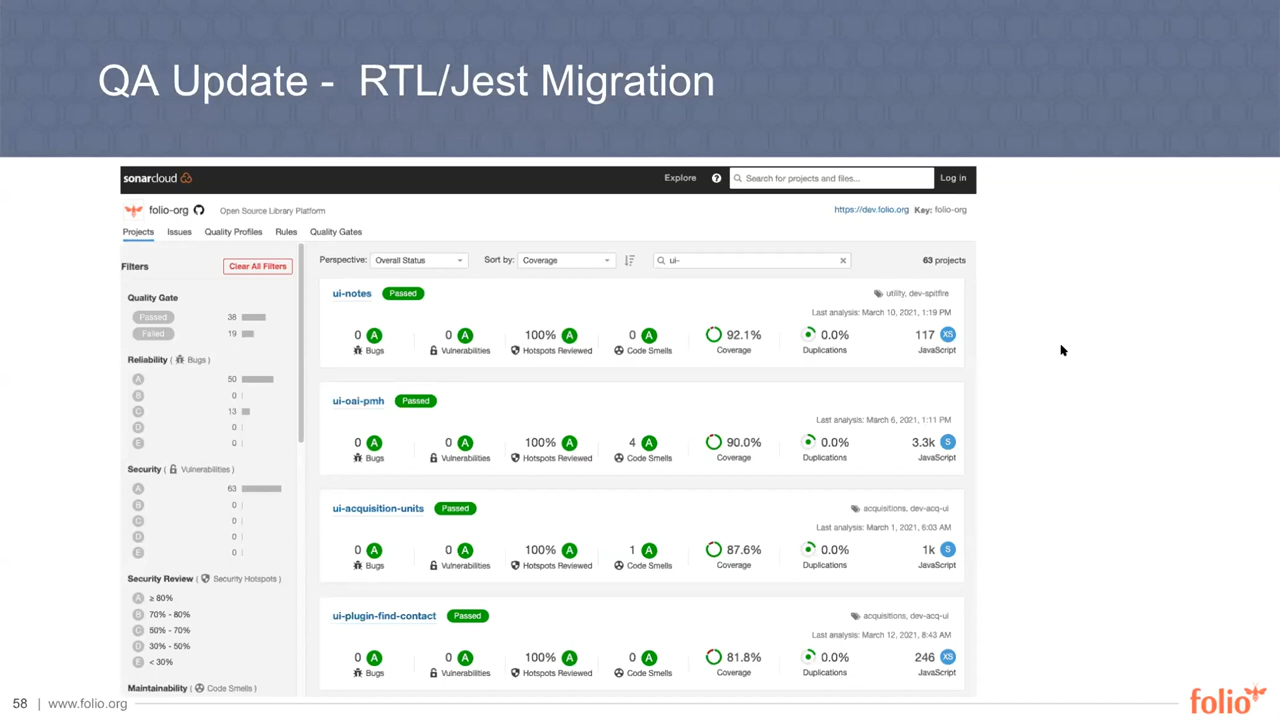 QA Update -  RTL/Jest Migration
sonarcloud Explore ? Search for projects and files... Log in
folio-org Open Source Library Platform https://dev.folio.org Key: folio-org
Projects Issues Quality Profiles Rules Quality Gates
Filters Clear All Filters
Quality Gate
Passed 38
Failed 19
Reliability ( Bugs )
A 50
B 0
C 13
D 0
E 0
Security ( Vulnerabilities )
A 63
B 0
C 0
D 0
E 0
Security Review ( Security Hotspots )
A ≥ 80%
B 70% - 80%
C 50% - 70%
D 30% - 50%
E < 30%
Maintainability ( Code Smells )
Perspective: Overall Status Sort by: Coverage ui- 63 projects
ui-notes Passed utility, dev-spitfire
Last analysis: March 10, 2021, 1:19 PM
0 A 0 A 100% A 0 A 92.1% 0.0% 117 XS
Bugs Vulnerabilities Hotspots Reviewed Code Smells Coverage Duplications JavaScript
ui-oai-pmh Passed
Last analysis: March 6, 2021, 1:11 PM
0 A 0 A 100% A 4 A 90.0% 0.0% 3.3k S
Bugs Vulnerabilities Hotspots Reviewed Code Smells Coverage Duplications JavaScript
ui-acquisition-units Passed acquisitions, dev-acq-ui
Last analysis: March 1, 2021, 6:03 AM
0 A 0 A 100% A 1 A 87.6% 0.0% 1k S
Bugs Vulnerabilities Hotspots Reviewed Code Smells Coverage Duplications JavaScript
ui-plugin-find-contact Passed acquisitions, dev-acq-ui
Last analysis: March 12, 2021, 8:43 AM
0 A 0 A 100% A 0 A 81.8% 0.0% 246 XS
Bugs Vulnerabilities Hotspots Reviewed Code Smells Coverage Duplications JavaScript
58 | www.folio.org
folio